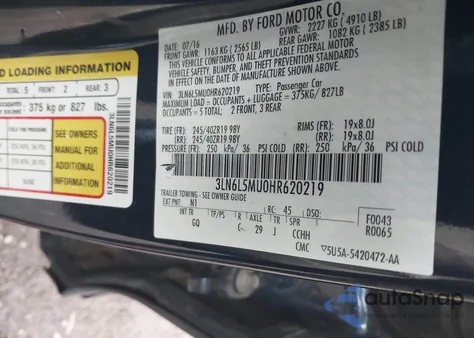 D LOADING INFORMATION
TOTAL 5 FRONT 2 REAR 3
375 kg or 827 lbs.
SEE OWNERS
MANUAL FOR
ADDITIONAL
INFORMATION
3LN6L5MU0HR620219
MFD. BY FORD MOTOR CO.
DATE: 07/16 GVWR: 2227 KG ( 4910 LB)
FRONT GAWR: 1163 KG ( 2565 LB) REAR GAWR: 1082 KG ( 2385 LB)
THIS VEHICLE CONFORMS TO ALL APPLICABLE FEDERAL MOTOR
VEHICLE SAFETY, BUMPER, AND THEFT PREVENTION STANDARDS IN
EFFECT ON THE DATE OF MANUFACTURE SHOWN ABOVE.
VIN: 3LN6L5MU0HR620219 TYPE: Passenger Car
MAXIMUM LOAD = OCCUPANTS + LUGGAGE = 375KG/ 827LB
OCCUPANTS = 5 TOTAL: 2 FRONT, 3 REAR
TIRE (FR): 245/40ZR19 98Y RIMS (FR): 19x8.0J
TIRE (RR): 245/40ZR19 98Y (RR): 19x8.0J
PRESSURE (FR): 250 kPa/ 36 PSI COLD (RR): 250 kPa/ 36 PSI COLD
3LN6L5MU0HR620219
TRAILER TOWING- SEE OWNER GUIDE
EXT PNT: N1 RC: 45 DSO: F0043
INT TR TP/PS R AXLE TR SPR R0065
GQ 29 J CCHH
CMC 5U5A-5420472-AA
autoSnap